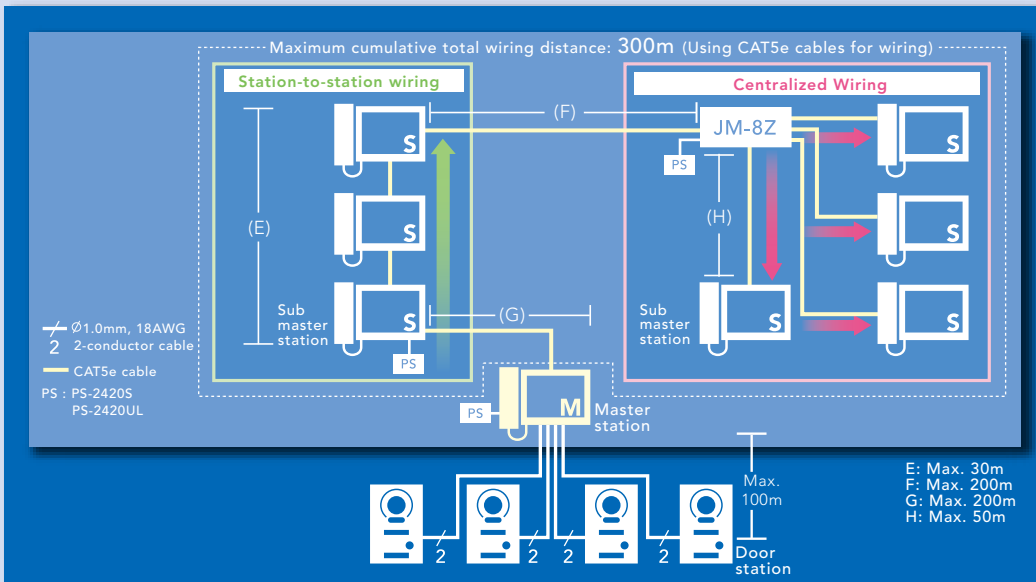 Maximum cumulative total wiring distance: 300m (Using CAT5e cables for wiring)
Station-to-station wiring
Centralized Wiring
(F)
S
JM-8Z
S
PS
(E)
S
(H)
S
Sub
master
station
S
(G)
Sub
master
station
S
S
PS
Ø1.0mm, 18AWG
2
2-conductor cable
CAT5e cable
PS : PS-2420S
PS-2420UL
PS
M
Master
station
Max.
100m
E: Max. 30m
F: Max. 200m
G: Max. 200m
H: Max. 50m
2
2
2
2
Door
station